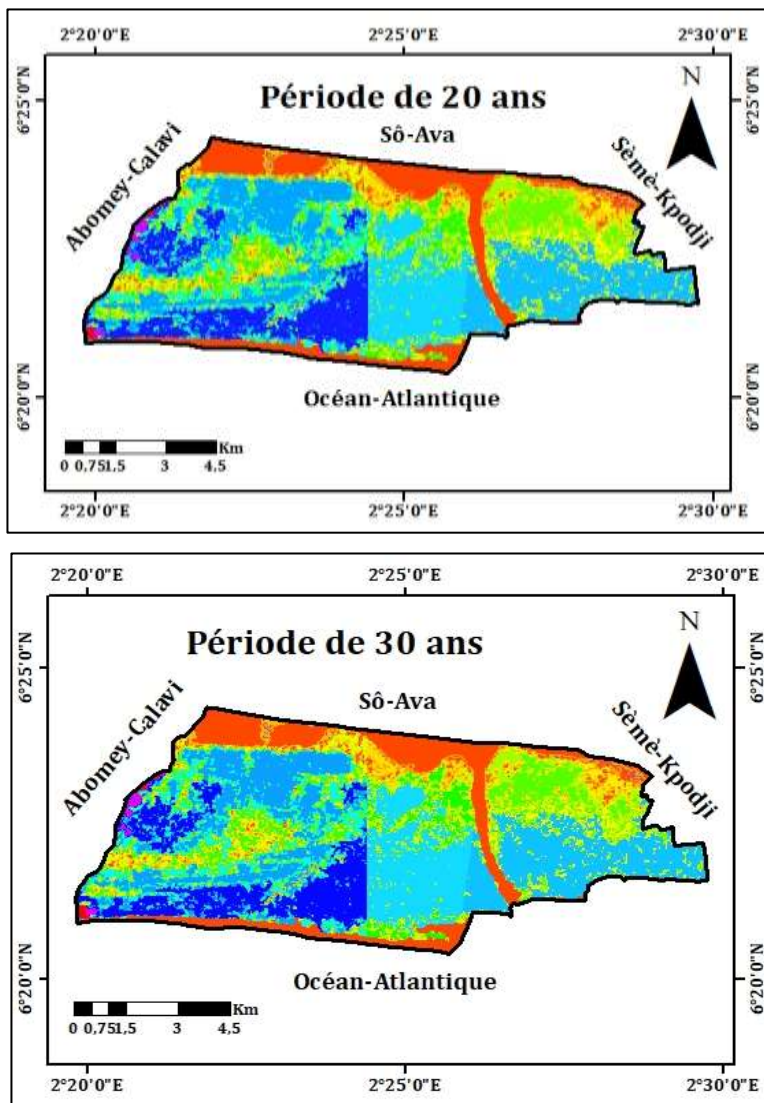 2°20'0"E 2°25'0"E 2°30'0"E
6°25'0"N 6°25'0"N
N
Période de 20 ans
Sô-Ava
Abomey-Calavi
Sèmè-Kpodji
6°20'0"N 6°20'0"N
Océan-Atlantique
Km
0 0,75 1,5 3 4,5
2°20'0"E 2°25'0"E 2°30'0"E
2°20'0"E 2°25'0"E 2°30'0"E
N
Période de 30 ans
6°25'0"N 6°25'0"N
Sô-Ava
Abomey-Calavi
Sèmè-Kpodji
6°20'0"N 6°20'0"N
Océan-Atlantique
Km
0 0,75 1,5 3 4,5
2°20'0"E 2°25'0"E 2°30'0"E